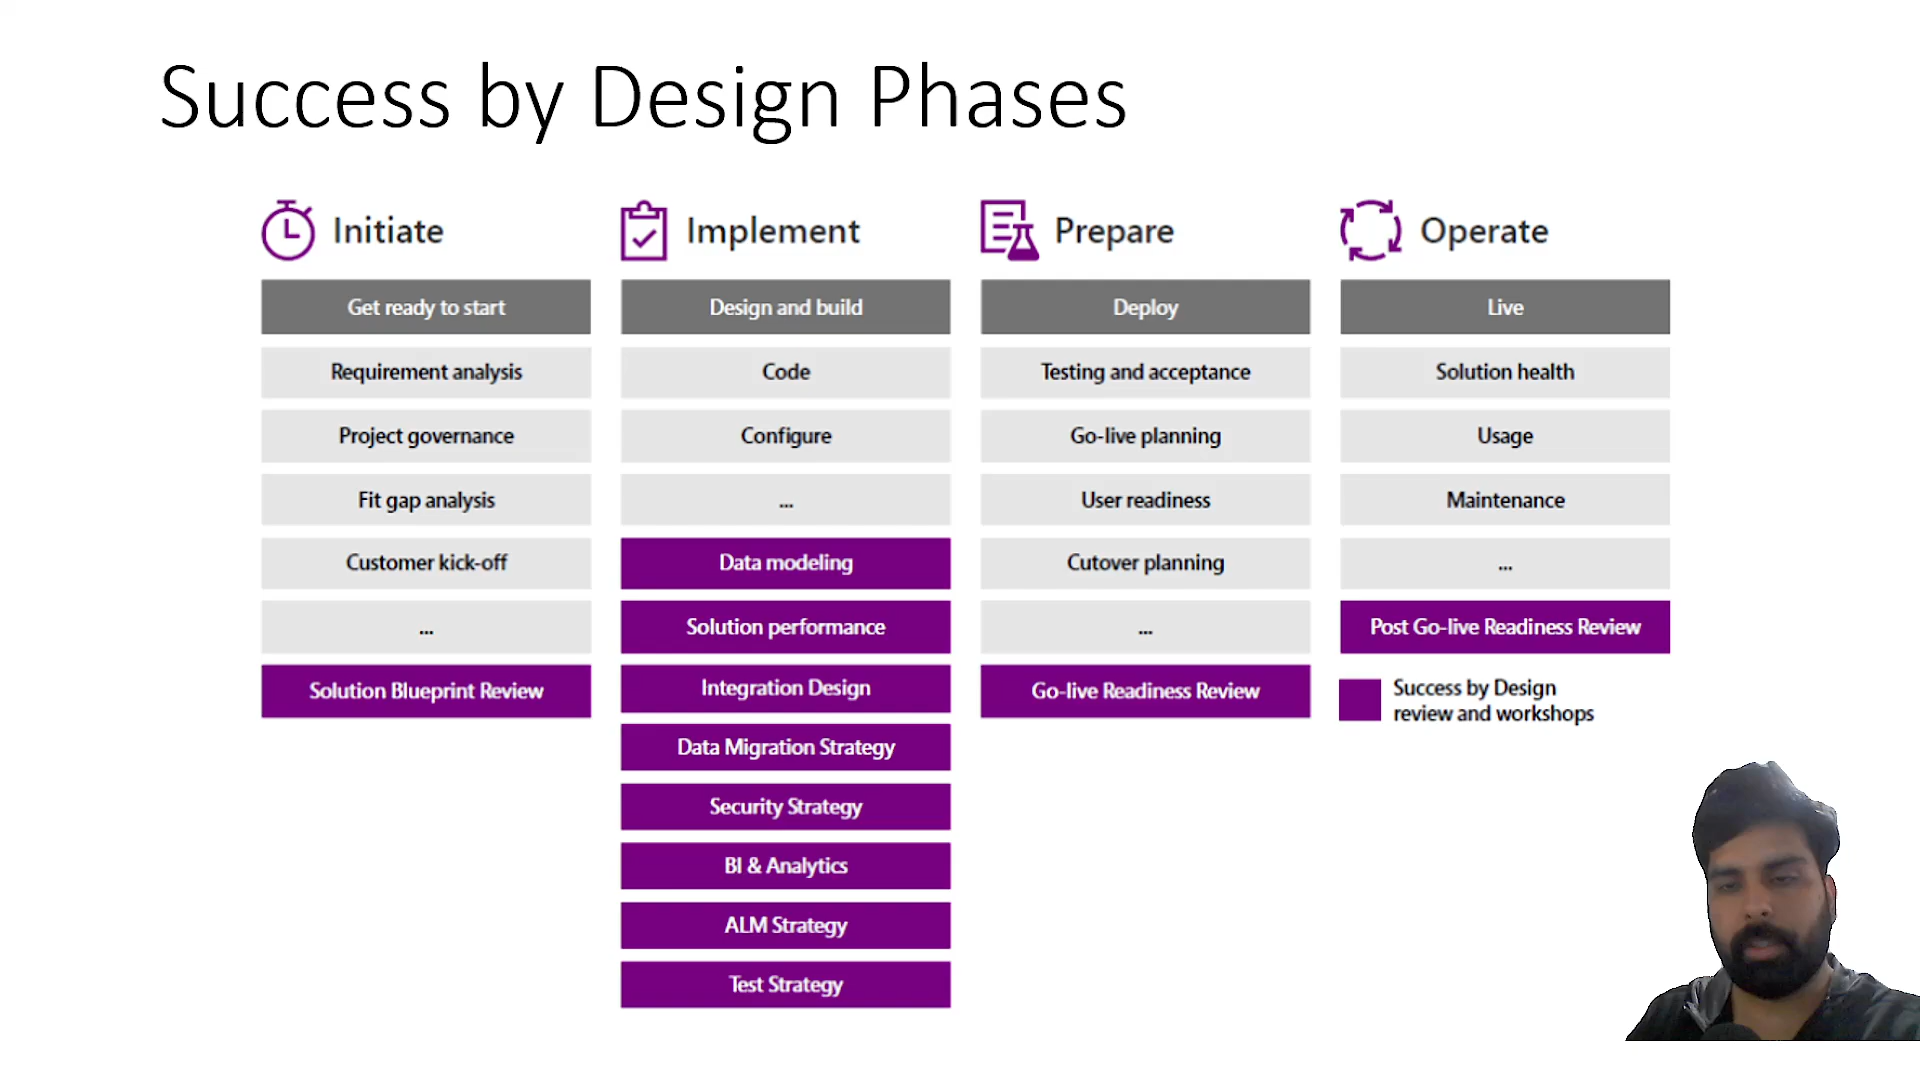 Success by Design Phases
Initiate
Get ready to start
Requirement analysis
Project governance
Fit gap analysis
Customer kick-off
...
Solution Blueprint Review
Implement
Design and build
Code
Configure
...
Data modeling
Solution performance
Integration Design
Data Migration Strategy
Security Strategy
BI & Analytics
ALM Strategy
Test Strategy
Prepare
Deploy
Testing and acceptance
Go-live planning
User readiness
Cutover planning
...
Go-live Readiness Review
Operate
Live
Solution health
Usage
Maintenance
...
Post Go-live Readiness Review
Success by Design
review and workshops